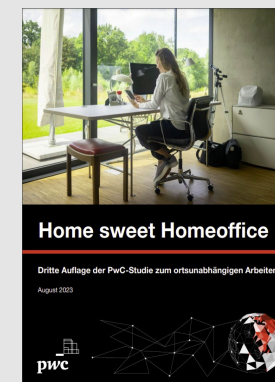 Home sweet Homeoffice
Dritte Auflage der PwC-Studie zum ortsunabhängigen Arbeiten
August 2023
pwc